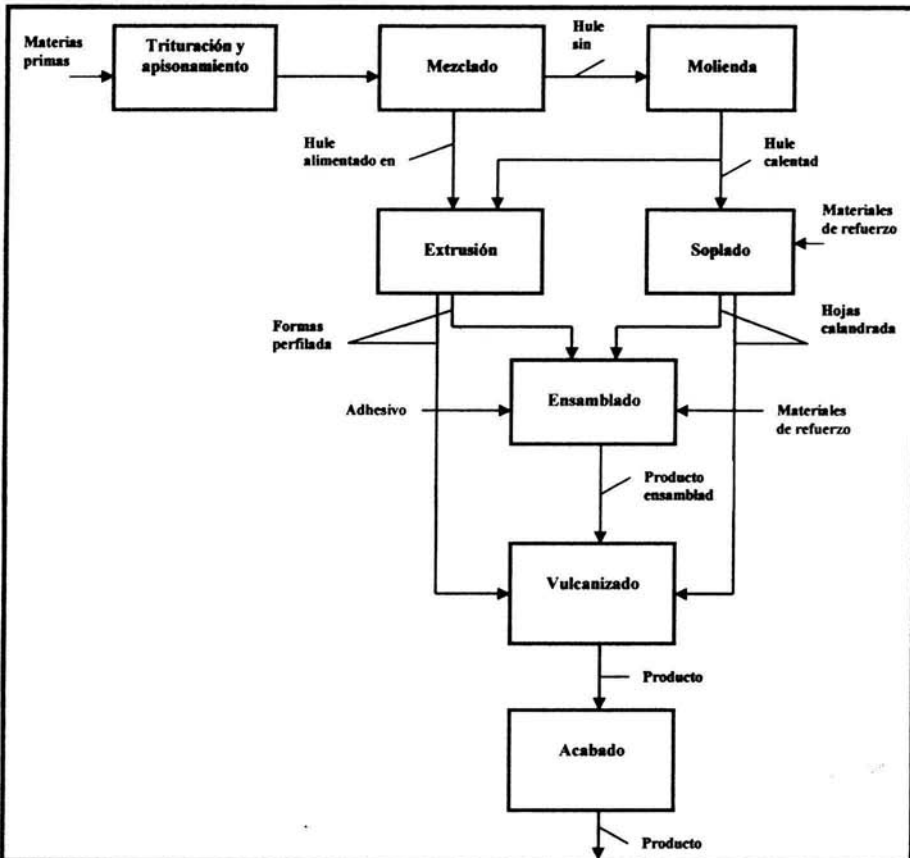 Materias
primas
Trituración y
apisonamiento
Mezclado
Hule
sin
Molienda
Hule
alimentado en
Hule
calentad
Extrusión
Soplado
Materiales
de refuerzo
Formas
perfilada
Hojas
calandrada
Ensamblado
Adhesivo
Materiales
de refuerzo
Producto
ensamblad
Vulcanizado
Producto
Acabado
Producto